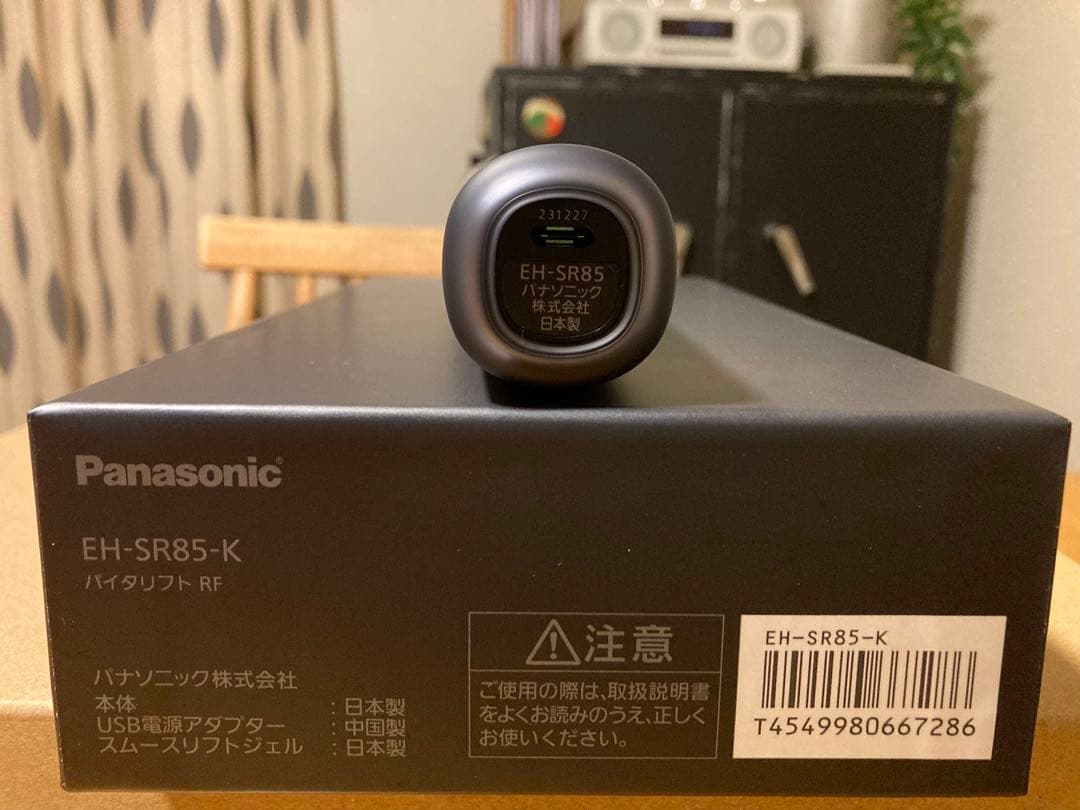 231227
EH-SR85
パナソニック
株式会社
日本製
Panasonic®
EH-SR85-K
バイタリフト RF
パナソニック株式会社
本体 : 日本製
USB電源アダプター : 中国製
スムースリフトジェル : 日本製
注意
ご使用の際は、取扱説明書
をよくお読みのうえ、正しく
お使いください。
EH-SR85-K
T4549980667286